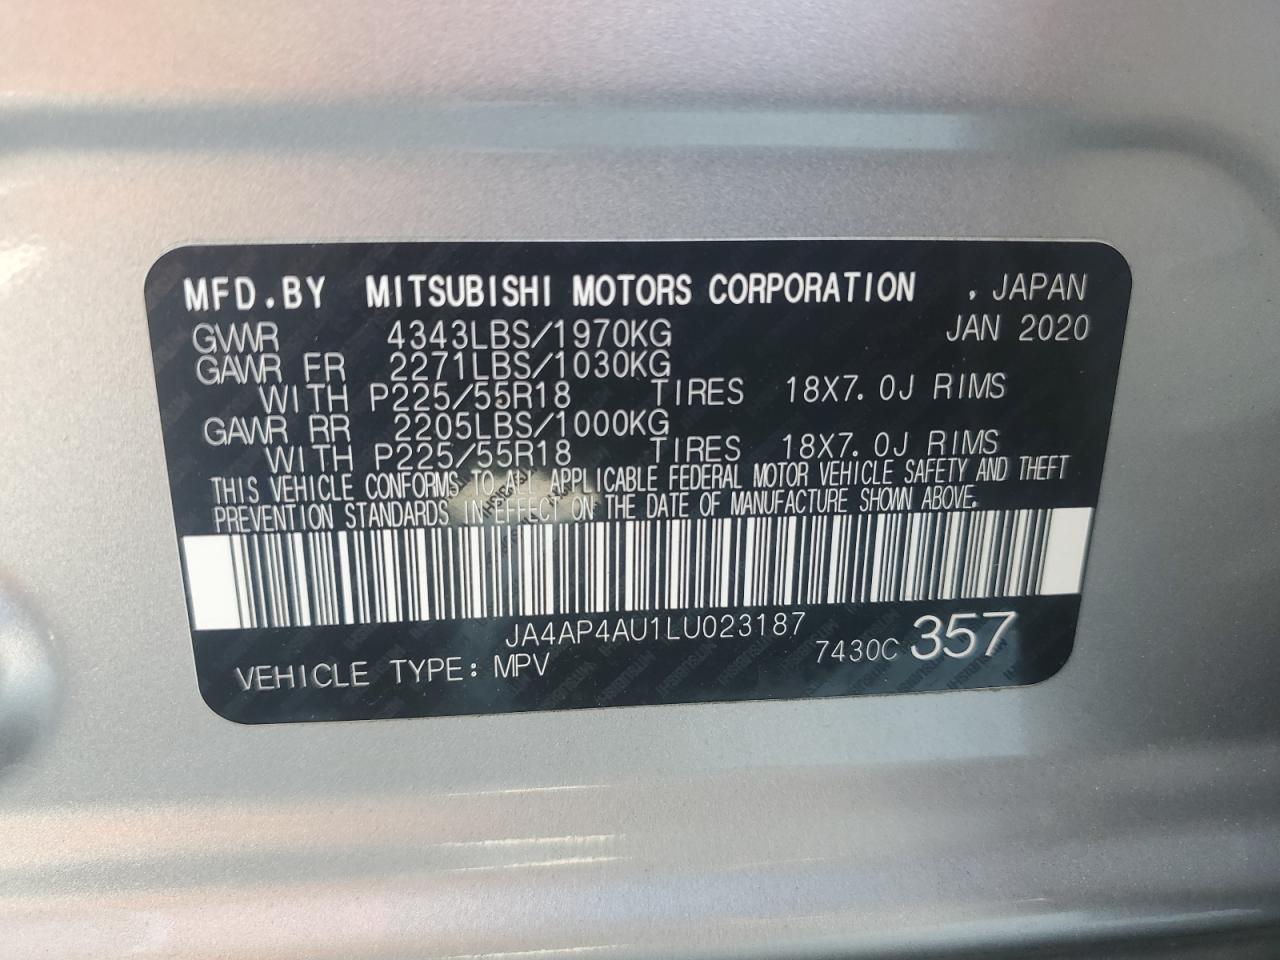 MFD.BY MITSUBISHI MOTORS CORPORATION , JAPAN
GVWR 4343LBS/1970KG JAN 2020
GAWR FR 2271LBS/1030KG
WITH P225/55R18 TIRES 18X7.0J RIMS
GAWR RR 2205LBS/1000KG
WITH P225/55R18 TIRES 18X7.0J RIMS
THIS VEHICLE CONFORMS TO ALL APPLICABLE FEDERAL MOTOR VEHICLE SAFETY AND THEFT
PREVENTION STANDARDS IN EFFECT ON THE DATE OF MANUFACTURE SHOWN ABOVE.
JA4AP4AU1LU023187
VEHICLE TYPE: MPV 7430C 357